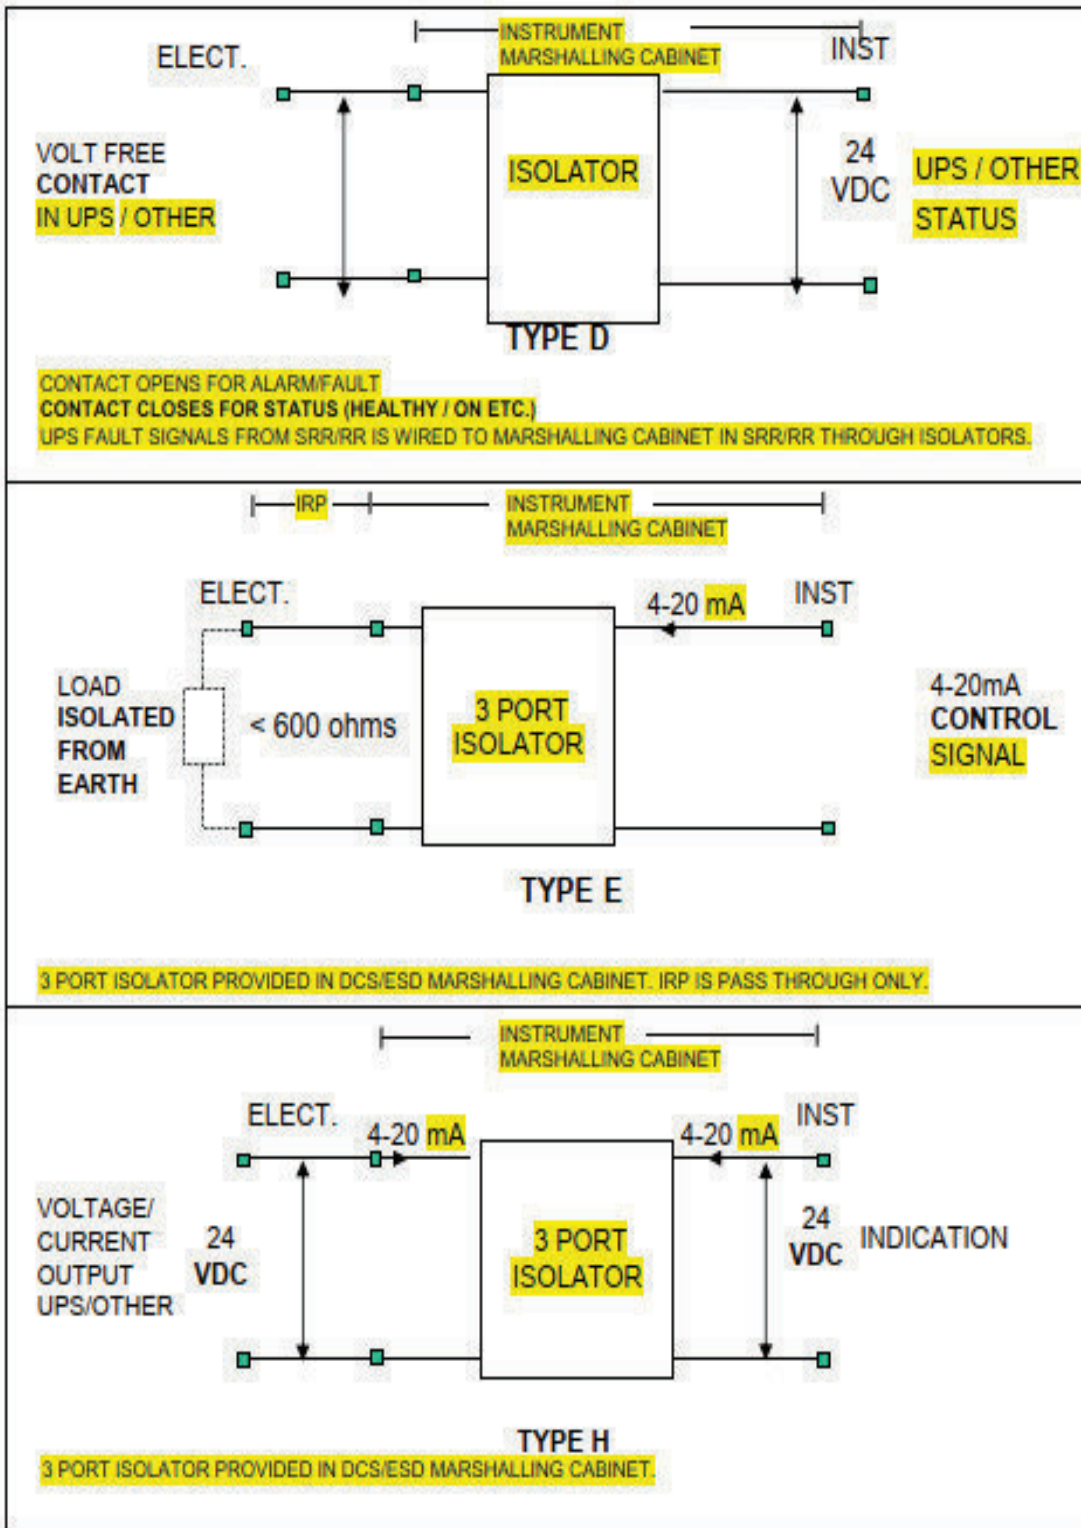 INSTRUMENT
MARSHALLING CABINET
ELECT.
INST
VOLT FREE
CONTACT
IN UPS / OTHER
ISOLATOR
24
VDC
UPS / OTHER
STATUS
TYPE D
CONTACT OPENS FOR ALARM/FAULT
CONTACT CLOSES FOR STATUS (HEALTHY / ON ETC.)
UPS FAULT SIGNALS FROM SRR/RR IS WIRED TO MARSHALLING CABINET IN SRR/RR THROUGH ISOLATORS.
IRP
INSTRUMENT
MARSHALLING CABINET
ELECT.
4-20 mA
INST
LOAD
ISOLATED
FROM
EARTH
< 600 ohms
3 PORT
ISOLATOR
4-20mA
CONTROL
SIGNAL
TYPE E
3 PORT ISOLATOR PROVIDED IN DCS/ESD MARSHALLING CABINET. IRP IS PASS THROUGH ONLY.
INSTRUMENT
MARSHALLING CABINET
ELECT.
4-20 mA
4-20 mA
INST
VOLTAGE/
CURRENT
OUTPUT
UPS/OTHER
24
VDC
3 PORT
ISOLATOR
24
VDC
INDICATION
TYPE H
3 PORT ISOLATOR PROVIDED IN DCS/ESD MARSHALLING CABINET.